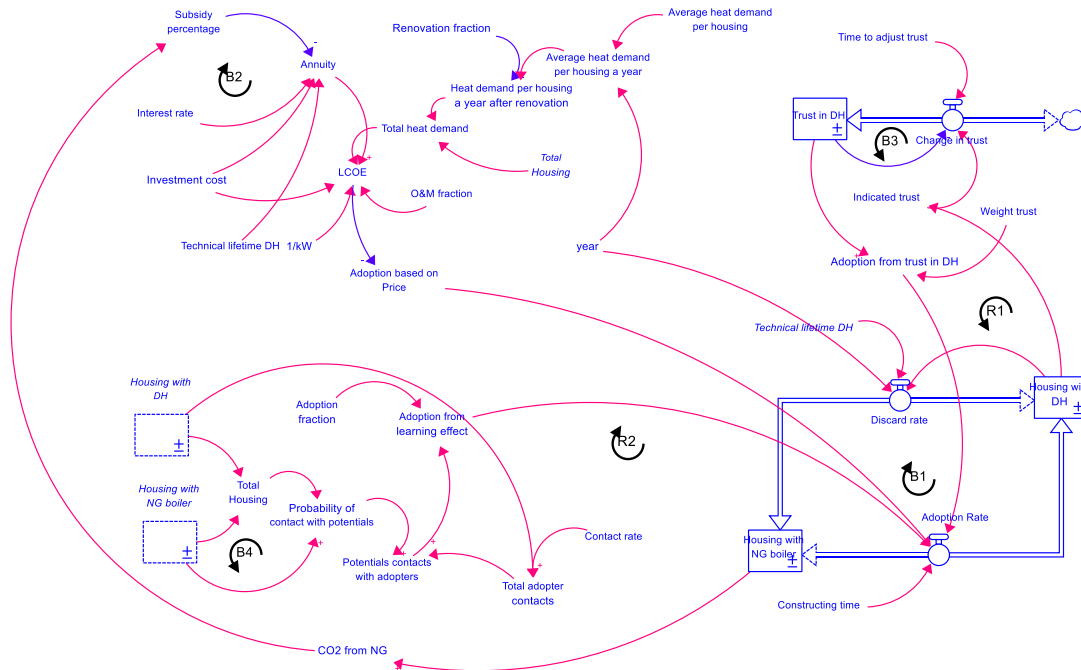 Average heat demand
per housing
Subsidy
percentage
Renovation fraction
Time to adjust trust
-
Annuity
Average heat demand
per housing a year
B2
Heat demand per housing
a year after renovation
Interest rate
Trust in DH
±
Total heat demand
B3
Change in trust
+
Total
Housing
LCOE
Investment cost
O&M fraction
Indicated trust
Weight trust
Technical lifetime DH
1/kW
year
-
Adoption based on
Price
+
Adoption from trust in DH
R1
Technical lifetime DH
Housing with
DH
Housing with
DH
±
Adoption
fraction
Adoption from
learning effect
Discard rate
±
R2
B1
Housing with
NG boiler
Total
Housing
Probability of
contact with potentials
Adoption Rate
±
B4
+
+
+
Contact rate
Housing with
NG boiler
±
Potentials contacts
with adopters
+
Total adopter
contacts
Constructing time
CO2 from NG
+